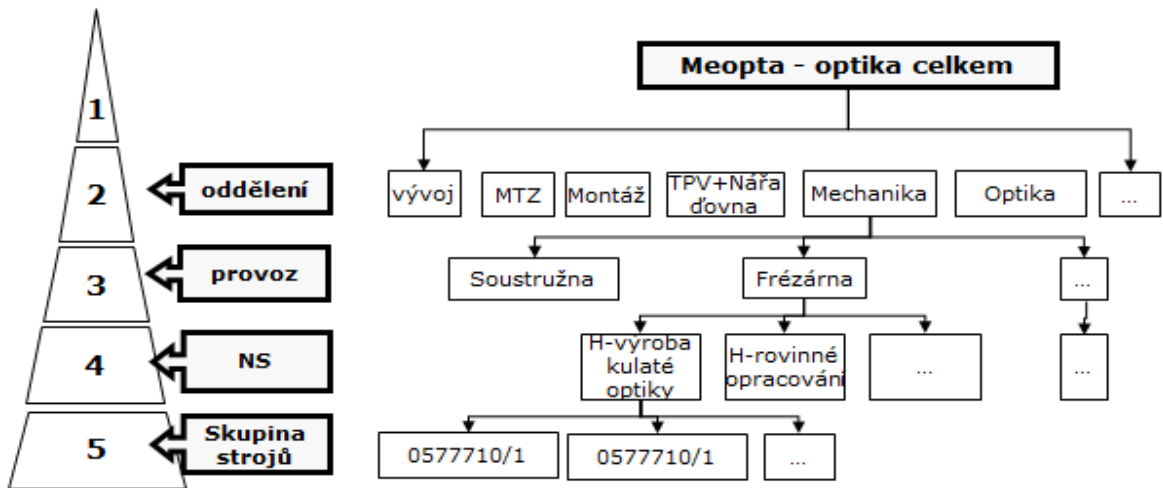 1
Meopta - optika celkem
2
oddělení
vývoj
MTZ
Montáž
TPV+Nářa
ďovna
Mechanika
Optika
...
3
provoz
Soustružna
Frézárna
...
4
NS
H-výroba
kulaté
optiky
H-rovinné
opracování
...
...
5
Skupina
strojů
0577710/1
0577710/1
...